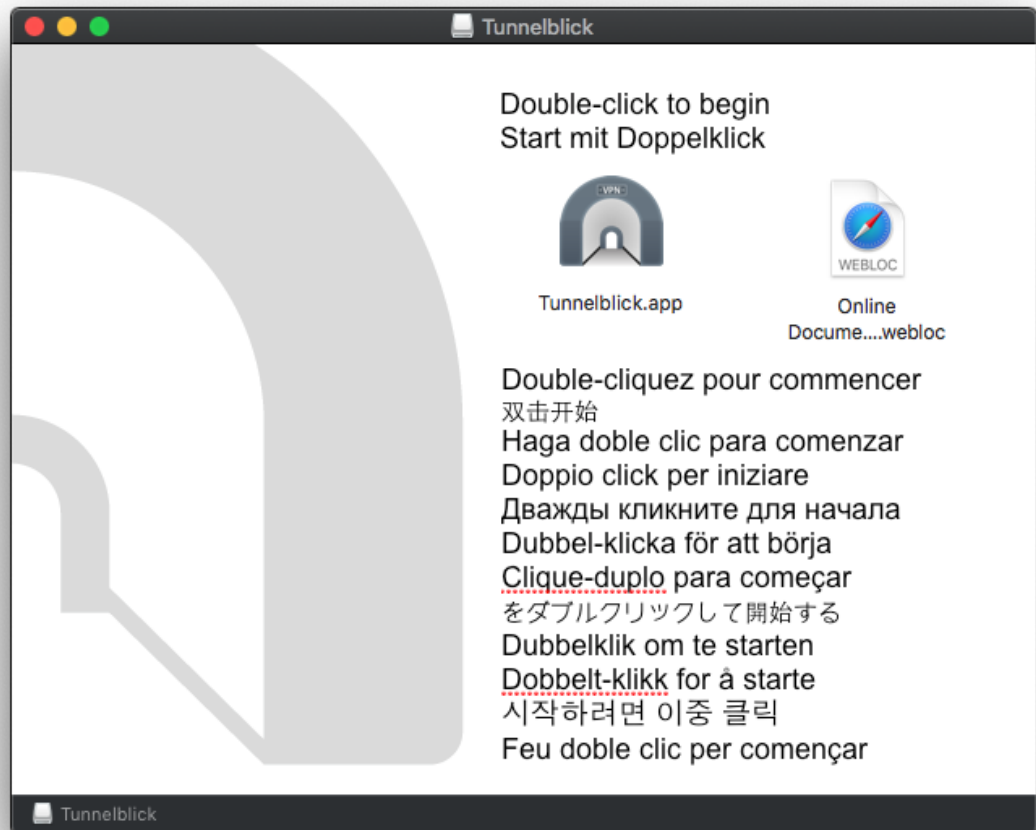 Tunnelblick
Double-click to begin
Start mit Doppelklick
VPN
WEBLOC
Tunnelblick.app
Online
Docume....webloc
Double-cliquez pour commencer
双击开始
Haga doble clic para comenzar
Doppio click per iniziare
Дважды кликните для начала
Dubbel-klicka för att börja
Clique-duplo para começar
をダブルクリックして開始する
Dubbelklik om te starten
Dobbelt-klikk for å starte
시작하려면 이중 클릭
Feu doble clic per començar
Tunnelblick